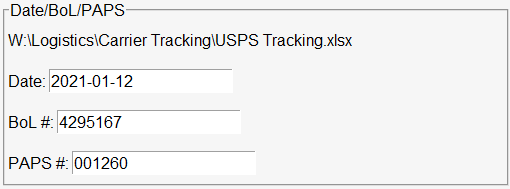 Date/BoL/PAPS
W:\Logistics\Carrier Tracking\USPS Tracking.xlsx
Date: 2021-01-12
BoL #: 4295167
PAPS #: 001260